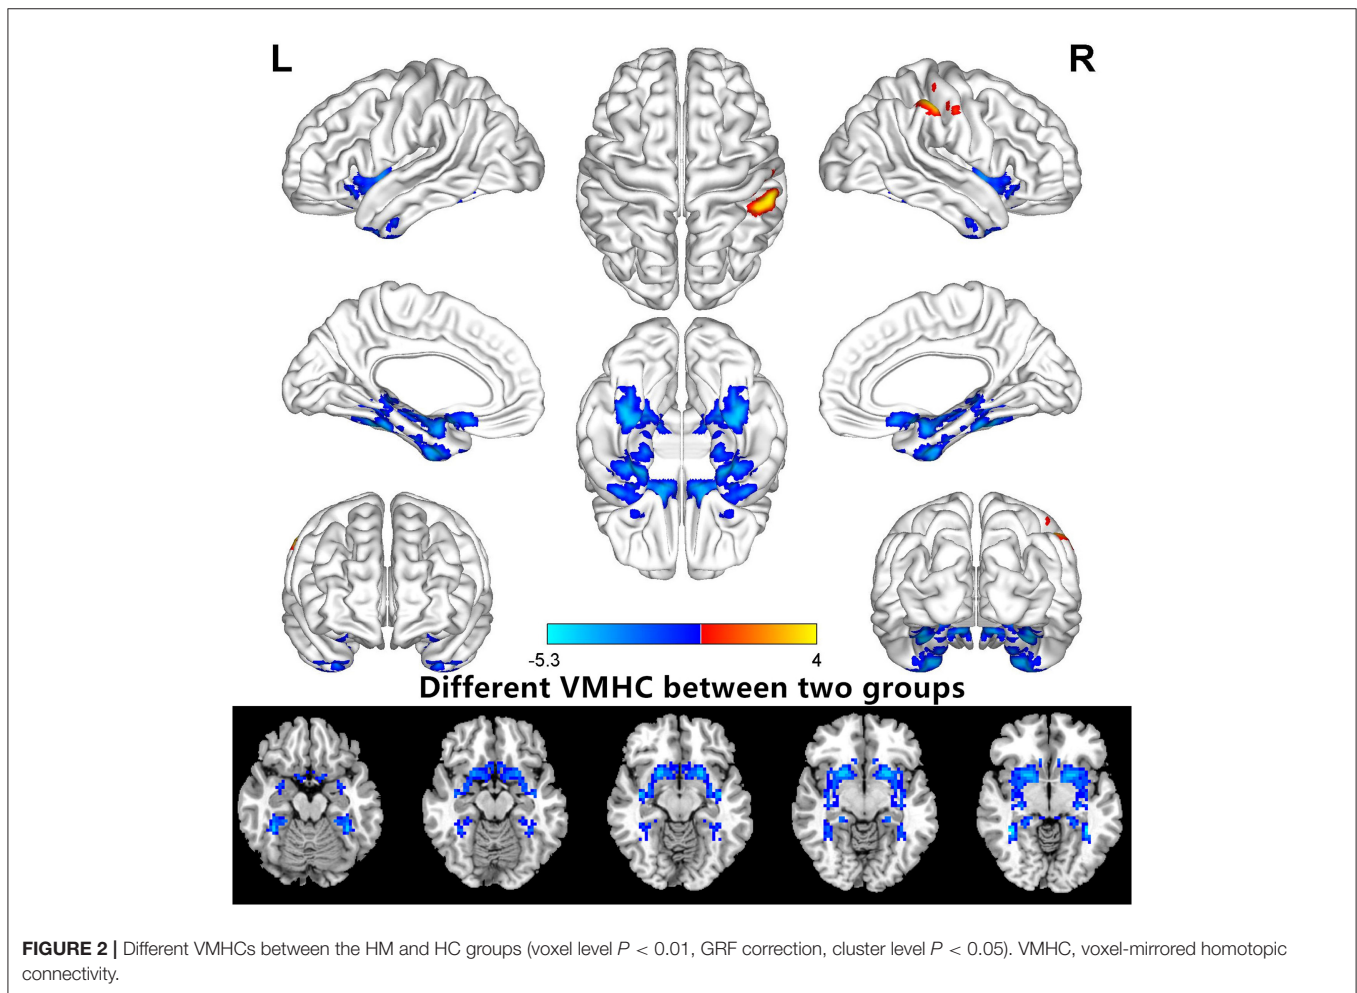 L
R
-5.3
4
Different VMHC between two groups
FIGURE 2 | Different VMHCs between the HM and HC groups (voxel level P < 0.01, GRF correction, cluster level P < 0.05). VMHC, voxel-mirrored homotopic
connectivity.